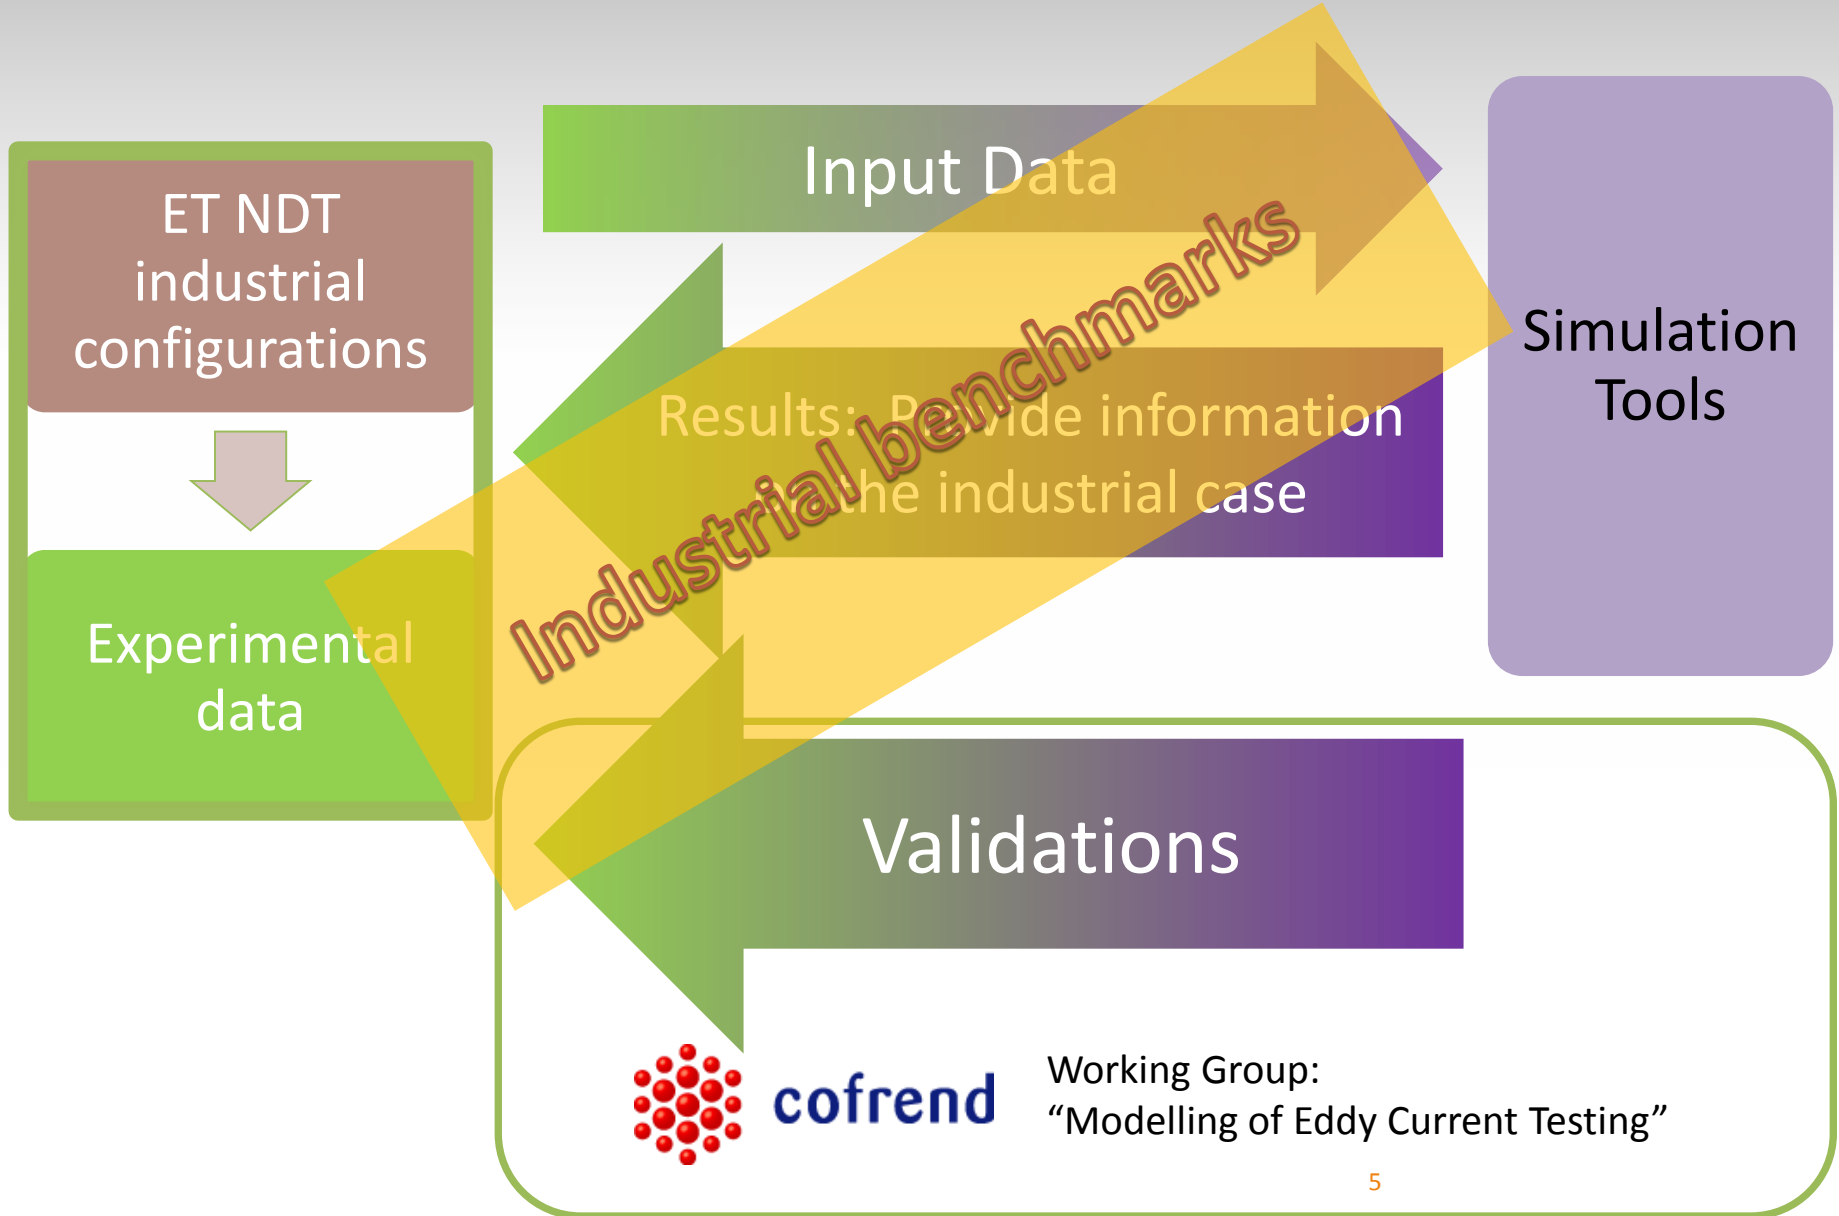 ET NDT
industrial
configurations
Experimental
data
Input Data
Results: Provide information
on the industrial case
Industrial benchmarks
Simulation
Tools
Validations
cofrend
Working Group:
“Modelling of Eddy Current Testing”
5